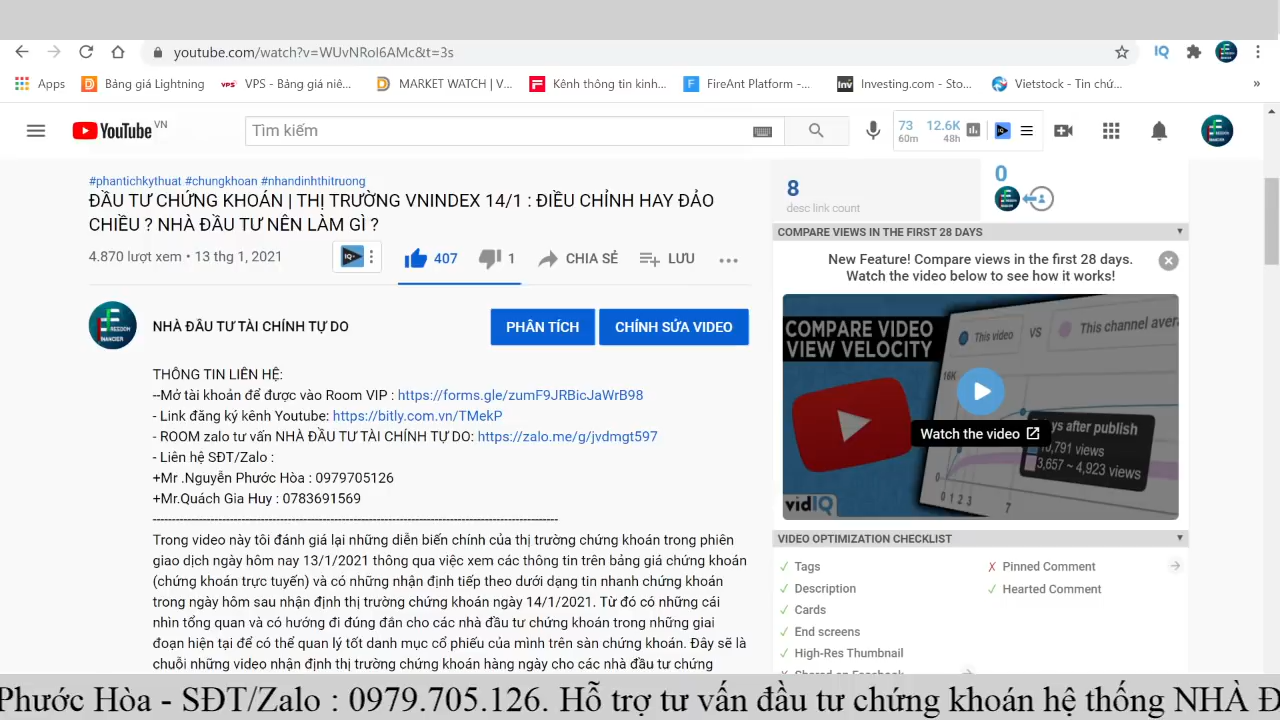 youtube.com/watch?v=WUvNRol6AMc&t=3s
IQ
Apps
Bảng giá Lightning
VPS - Bảng giá niê...
MARKET WATCH | V...
Kênh thông tin kinh...
FireAnt Platform -...
Investing.com - Sto...
Vietstock - Tin chứ...
»
YouTube VN
Tìm kiếm
73 12.6K
60m 48h
#phantichkythuat #chungkhoan #nhandinhthitruong
ĐẦU TƯ CHỨNG KHOÁN | THỊ TRƯỜNG VNINDEX 14/1 : ĐIỀU CHỈNH HAY ĐẢO
CHIỀU ? NHÀ ĐẦU TƯ NÊN LÀM GÌ ?
4.870 lượt xem • 13 thg 1, 2021
407
1
CHIA SẺ
LƯU
NHÀ ĐẦU TƯ TÀI CHÍNH TỰ DO
PHÂN TÍCH
CHỈNH SỬA VIDEO
THÔNG TIN LIÊN HỆ:
--Mở tài khoản để được vào Room VIP : https://forms.gle/zumF9JRBicJaWrB98
- Link đăng ký kênh Youtube: https://bitly.com.vn/TMekP
- ROOM zalo tư vấn NHÀ ĐẦU TƯ TÀI CHÍNH TỰ DO: https://zalo.me/g/jvdmgt597
- Liên hệ SĐT/Zalo :
+Mr .Nguyễn Phước Hòa : 0979705126
+Mr.Quách Gia Huy : 0783691569
----------------------------------------------------------------------------------------------------
Trong video này tôi đánh giá lại những diễn biến chính của thị trường chứng khoán trong phiên
giao dịch ngày hôm nay 13/1/2021 thông qua việc xem các thông tin trên bảng giá chứng khoán
(chứng khoán trực tuyến) và có những nhận định tiếp theo dưới dạng tin nhanh chứng khoán
trong ngày hôm sau nhận định thị trường chứng khoán ngày 14/1/2021. Từ đó có những cái
nhìn tổng quan và có hướng đi đúng đắn cho các nhà đầu tư chứng khoán trong những giai
đoạn hiện tại để có thể quản lý tốt danh mục cổ phiếu của mình trên sàn chứng khoán. Đây sẽ là
chuỗi những video nhận định thị trường chứng khoán hàng ngày cho các nhà đầu tư chứng
8
desc link count
0
COMPARE VIEWS IN THE FIRST 28 DAYS
New Feature! Compare views in the first 28 days.
Watch the video below to see how it works!
COMPARE VIDEO
VIEW VELOCITY
This video
VS
This channel avera
16K
Watch the video
ys after publish
10,791 views
3,657 ~ 4,923 views
0
0 1 2 3 7
vidIQ
VIDEO OPTIMIZATION CHECKLIST
Tags
Description
Cards
End screens
High-Res Thumbnail
Shared on Facebook
Pinned Comment
Hearted Comment
Phước Hòa - SĐT/Zalo : 0979.705.126. Hỗ trợ tư vấn đầu tư chứng khoán hệ thống NHÀ Đ